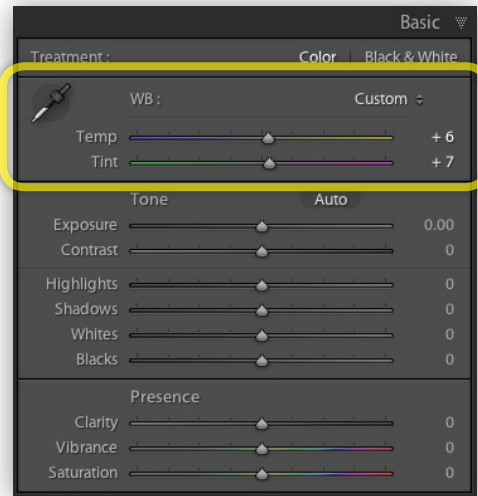 Basic
Treatment : Color | Black & White
WB : Custom
Temp + 6
Tint + 7
Tone Auto
Exposure 0.00
Contrast 0
Highlights 0
Shadows 0
Whites 0
Blacks 0
Presence
Clarity 0
Vibrance 0
Saturation 0